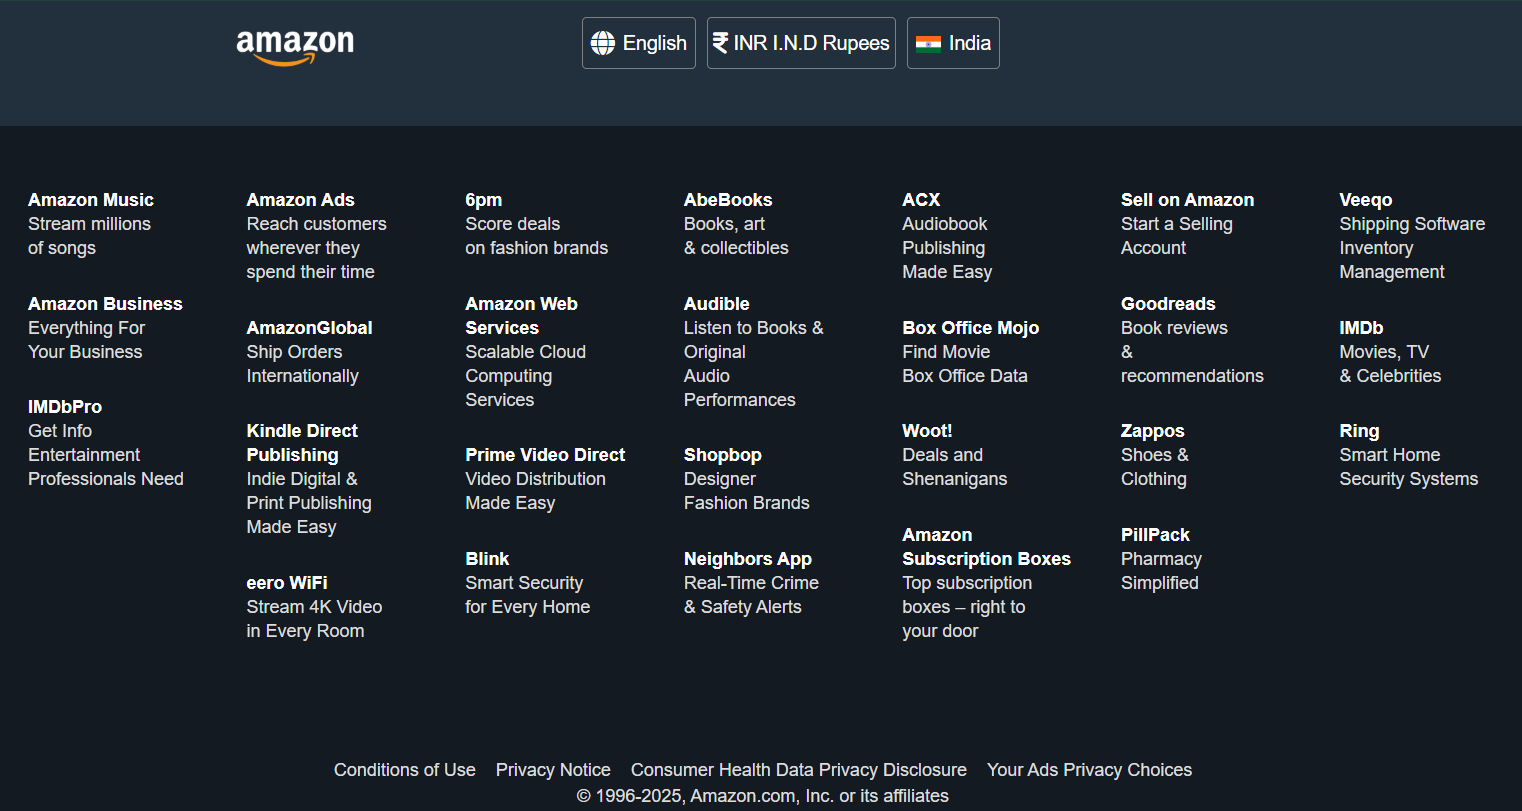 amazon
English
₹ INR I.N.D Rupees
India
Amazon Music
Stream millions
of songs
Amazon Business
Everything For
Your Business
IMDbPro
Get Info
Entertainment
Professionals Need
Amazon Ads
Reach customers
wherever they
spend their time
AmazonGlobal
Ship Orders
Internationally
Kindle Direct
Publishing
Indie Digital &
Print Publishing
Made Easy
eero WiFi
Stream 4K Video
in Every Room
6pm
Score deals
on fashion brands
Amazon Web
Services
Scalable Cloud
Computing
Services
Prime Video Direct
Video Distribution
Made Easy
Blink
Smart Security
for Every Home
AbeBooks
Books, art
& collectibles
Audible
Listen to Books &
Original
Audio
Performances
Shopbop
Designer
Fashion Brands
Neighbors App
Real-Time Crime
& Safety Alerts
ACX
Audiobook
Publishing
Made Easy
Box Office Mojo
Find Movie
Box Office Data
Woot!
Deals and
Shenanigans
Amazon
Subscription Boxes
Top subscription
boxes – right to
your door
Sell on Amazon
Start a Selling
Account
Goodreads
Book reviews
&
recommendations
Zappos
Shoes &
Clothing
PillPack
Pharmacy
Simplified
Veeqo
Shipping Software
Inventory
Management
IMDb
Movies, TV
& Celebrities
Ring
Smart Home
Security Systems
Conditions of Use Privacy Notice Consumer Health Data Privacy Disclosure Your Ads Privacy Choices
© 1996-2025, Amazon.com, Inc. or its affiliates